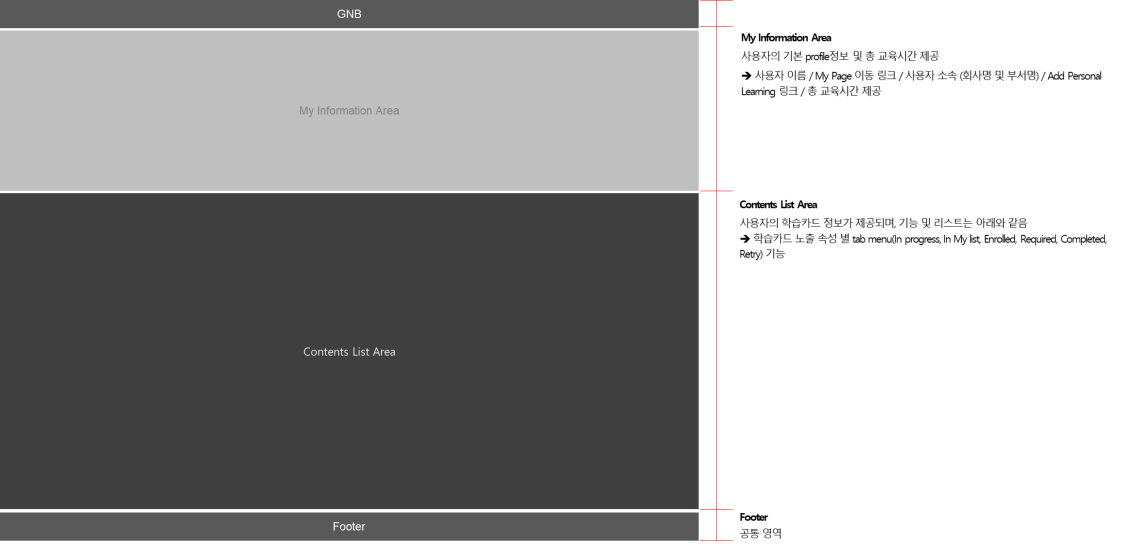 GNB
My Information Area
Contents List Area
Footer
My Information Area
사용자의 기본 profile정보 및 총 교육시간 제공
➔ 사용자 이름 / My Page 이동 링크 / 사용자 소속 (회사명 및 부서명) / Add Personal
Learning 링크 / 총 교육시간 제공
Contents List Area
사용자의 학습카드 정보가 제공되며, 기능 및 리스트는 아래와 같음
➔ 학습카드 노출 속성 별 tab menu(In progress, In My list, Enrolled, Required, Completed,
Retry) 기능
Footer
공통 영역